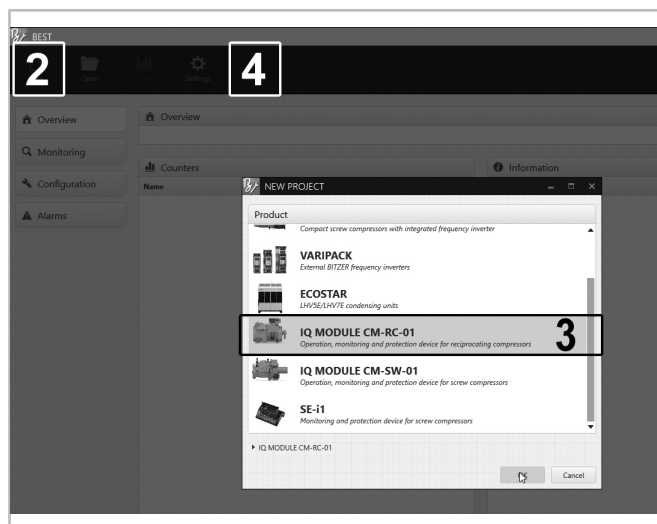 BEST
2
Open
Settings
4
Overview
Overview
Monitoring
Counters
Information
Configuration
Name
Alarms
NEW PROJECT
Product
Compact screw compressors with integrated frequency inverter
VARIPACK
External BITZER frequency inverters
ECOSTAR
LHV5E/LHV7E condensing units
IQ MODULE CM-RC-01
Operation, monitoring and protection device for reciprocating compressors
3
IQ MODULE CM-SW-01
Operation, monitoring and protection device for screw compressors
SE-i1
Monitoring and protection device for screw compressors
IQ MODULE CM-RC-01
OK
Cancel